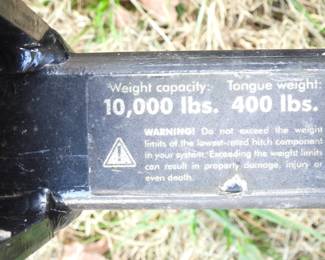 Weight capacity: Tongue weight:
10,000 lbs. 400 lbs.
WARNING! Do not exceed the weight
limits of the lowest-rated hitch component
in your system. Exceeding the weight limits
can result in property damage, injury or
even death.